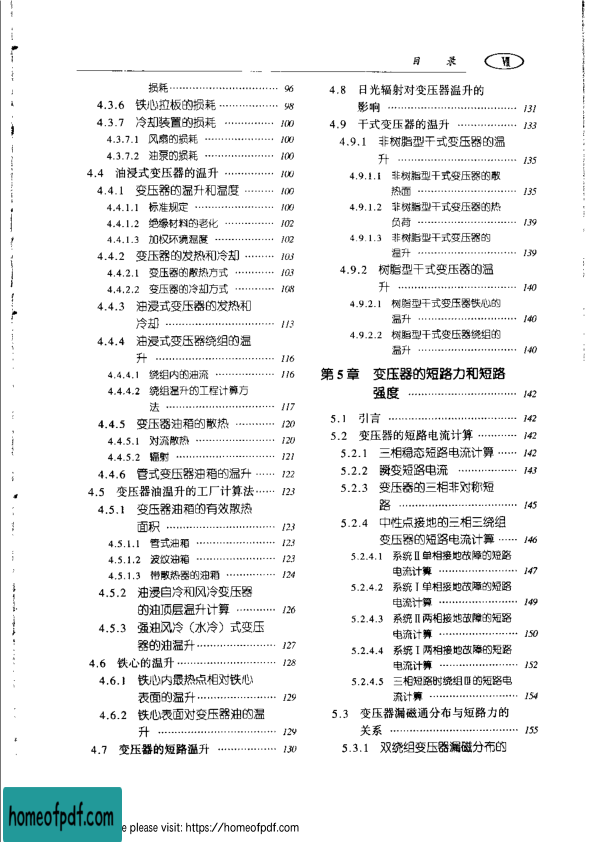 目 录 Ⅶ
损耗 …… 96
4.3.6 铁心拉板的损耗 …… 98
4.3.7 冷却装置的损耗 …… 100
4.3.7.1 风扇的损耗 …… 100
4.3.7.2 油泵的损耗 …… 100
4.4 油浸式变压器的温升 …… 100
4.4.1 变压器的温升和温度 …… 100
4.4.1.1 标准规定 …… 100
4.4.1.2 绝缘材料的老化 …… 102
4.4.1.3 加权环境温度 …… 102
4.4.2 变压器的发热和冷却 …… 103
4.4.2.1 变压器的散热方式 …… 103
4.4.2.2 变压器的冷却方式 …… 108
4.4.3 油浸式变压器的发热和
冷却 …… 113
4.4.4 油浸式变压器绕组的温
升 …… 116
4.4.4.1 绕组内的油流 …… 116
4.4.4.2 绕组温升的工程计算方
法 …… 117
4.4.5 变压器油箱的散热 …… 120
4.4.5.1 对流散热 …… 120
4.4.5.2 辐射 …… 121
4.4.6 管式变压器油箱的温升 …… 122
4.5 变压器油温升的工厂计算法 …… 123
4.5.1 变压器油箱的有效散热
面积 …… 123
4.5.1.1 管式油箱 …… 123
4.5.1.2 波纹油箱 …… 123
4.5.1.3 带散热器的油箱 …… 124
4.5.2 油浸自冷和风冷变压器
的油顶层温升计算 …… 126
4.5.3 强油风冷（水冷）式变压
器的油温升 …… 127
4.6 铁心的温升 …… 128
4.6.1 铁心内最热点相对铁心
表面的温升 …… 129
4.6.2 铁心表面对变压器油的温
升 …… 129
4.7 变压器的短路温升 …… 130
4.8 日光辐射对变压器温升的
影响 …… 131
4.9 干式变压器的温升 …… 133
4.9.1 非树脂型干式变压器的温
升 …… 135
4.9.1.1 非树脂型干式变压器的散
热面 …… 135
4.9.1.2 非树脂型干式变压器的热
负荷 …… 139
4.9.1.3 非树脂型干式变压器的
温升 …… 139
4.9.2 树脂型干式变压器的温
升 …… 140
4.9.2.1 树脂型干式变压器铁心的
温升 …… 140
4.9.2.2 树脂型干式变压器绕组的
温升 …… 140
第5章 变压器的短路力和短路
强度 …… 142
5.1 引言 …… 142
5.2 变压器的短路电流计算 …… 142
5.2.1 三相稳态短路电流计算 …… 142
5.2.2 瞬变短路电流 …… 143
5.2.3 变压器的三相非对称短
路 …… 145
5.2.4 中性点接地的三相三绕组
变压器的短路电流计算 …… 146
5.2.4.1 系统Ⅱ单相接地故障的短路
电流计算 …… 147
5.2.4.2 系统Ⅰ单相接地故障的短路
电流计算 …… 149
5.2.4.3 系统Ⅱ两相接地故障的短路
电流计算 …… 150
5.2.4.4 系统Ⅰ两相接地故障的短路
电流计算 …… 152
5.2.4.5 三相短路时绕组Ⅲ的短路电
流计算 …… 154
5.3 变压器漏磁通分布与短路力的
关系 …… 155
5.3.1 双绕组变压器漏磁分布的
homeofpdf.com
e please visit: https://homeofpdf.com